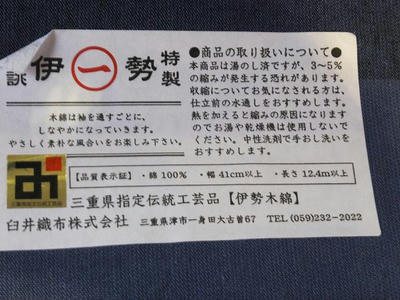 誂 伊 一 勢 特製
木綿は袖を通すごとに、
しなやかになっていきます。
やさしく素朴な風合いをお楽しみ下さい。
●商品の取り扱いについて●
本商品は湯のし済ですが、3〜5%
の縮みが発生する恐れがあります。
収縮についてお気になされる方は、
仕立前の水通しをおすすめします。
熱を加えると縮みの原因になります
のでお湯や乾燥機は使用しないで
ください。中性洗剤で手おし洗いを
おすすめします。
三重県指定伝統工芸品
【品質表示証】 ・綿 100% ・幅 41cm以上 ・長さ 12.4m以上
三重県指定伝統工芸品【伊勢木綿】
臼井織布株式会社 三重県津市一身田大古曽67 TEL(059)232-2022